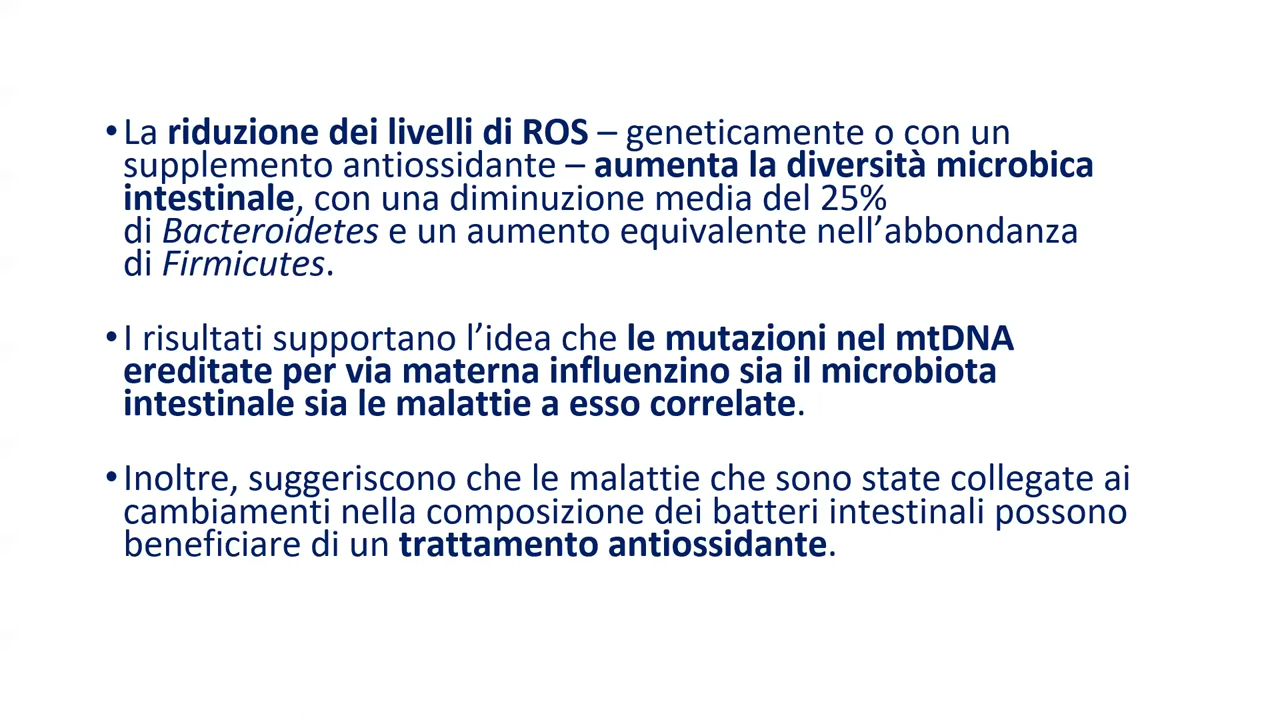 •La riduzione dei livelli di ROS – geneticamente o con un
supplemento antiossidante – aumenta la diversità microbica
intestinale, con una diminuzione media del 25%
di Bacteroidetes e un aumento equivalente nell’abbondanza
di Firmicutes.
•I risultati supportano l’idea che le mutazioni nel mtDNA
ereditate per via materna influenzino sia il microbiota
intestinale sia le malattie a esso correlate.
•Inoltre, suggeriscono che le malattie che sono state collegate ai
cambiamenti nella composizione dei batteri intestinali possono
beneficiare di un trattamento antiossidante.